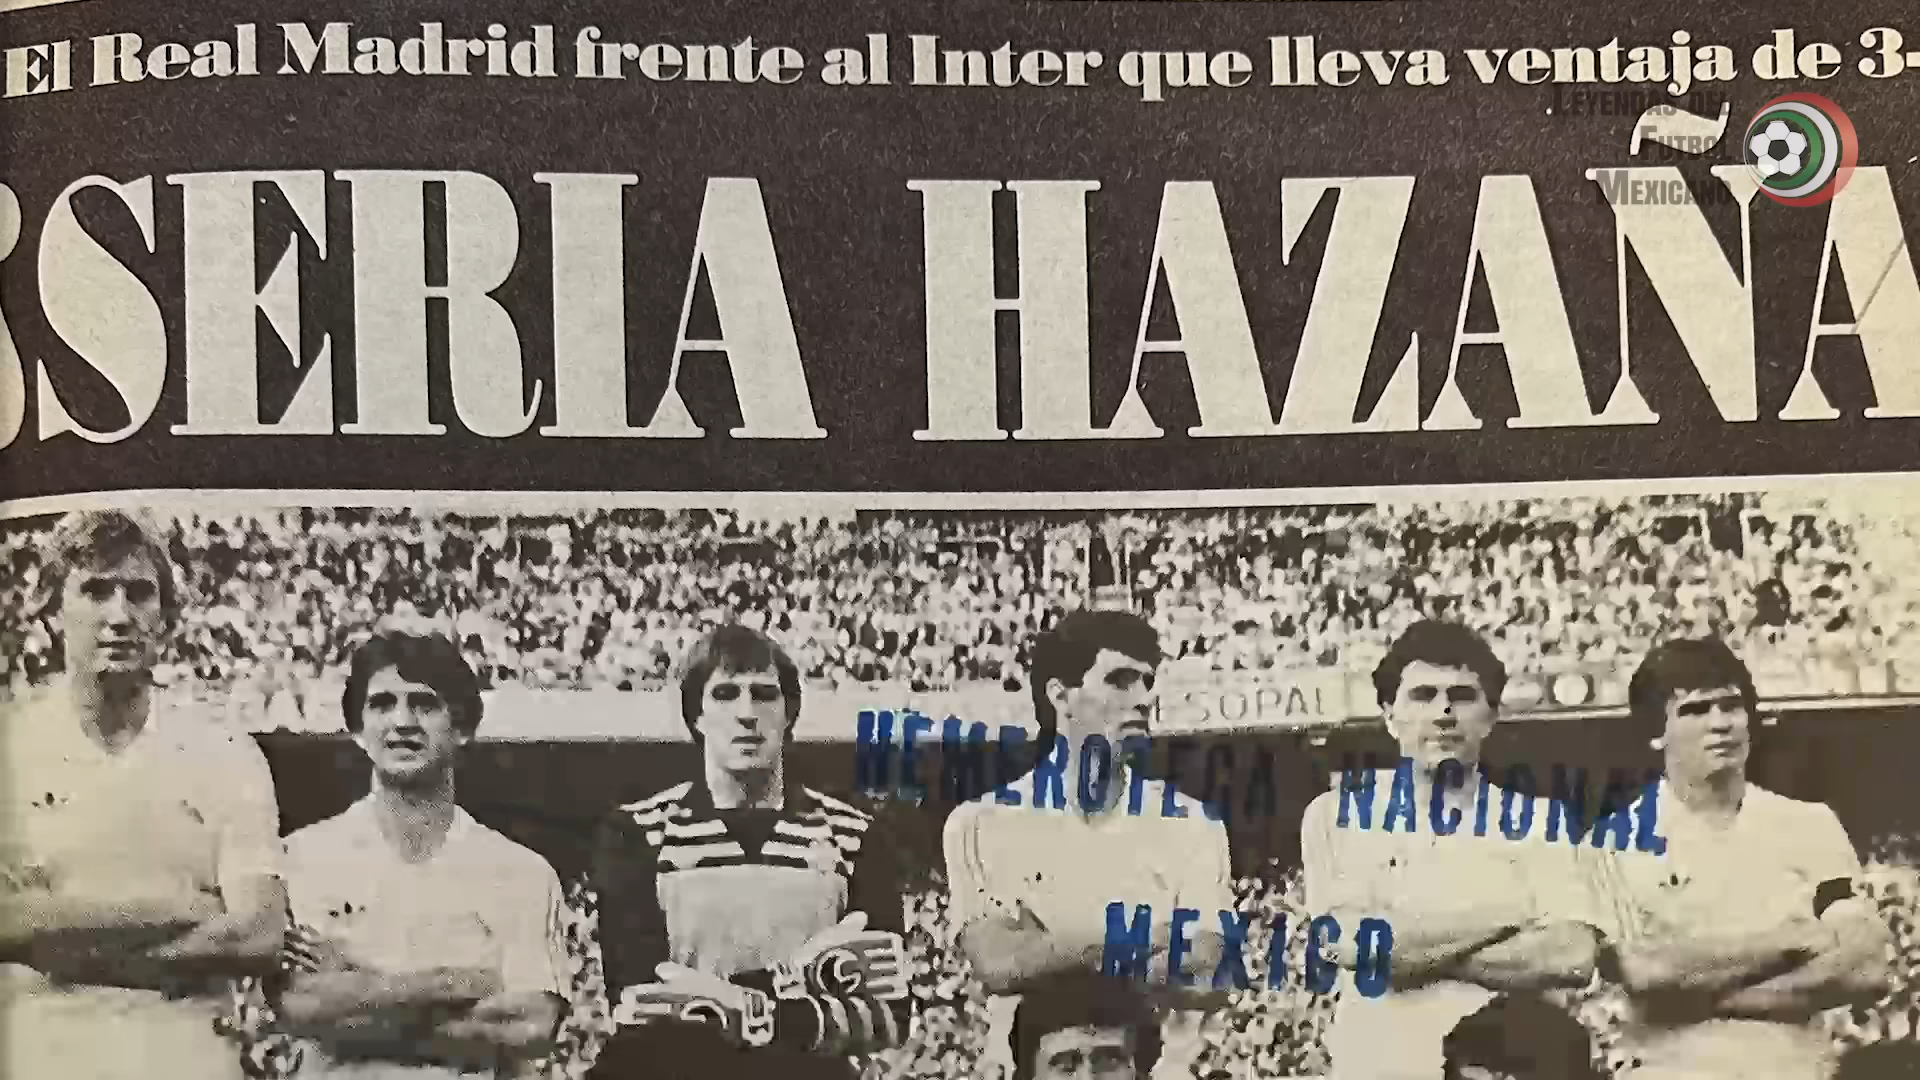 El Real Madrid frente al Inter que lleva ventaja de 3-
LEYENDAS DEL
FUTBOL
MEXICANO
SERIA HAZAÑA
ESOPAL
HEMEROTECA NACIONAL
MEXICO